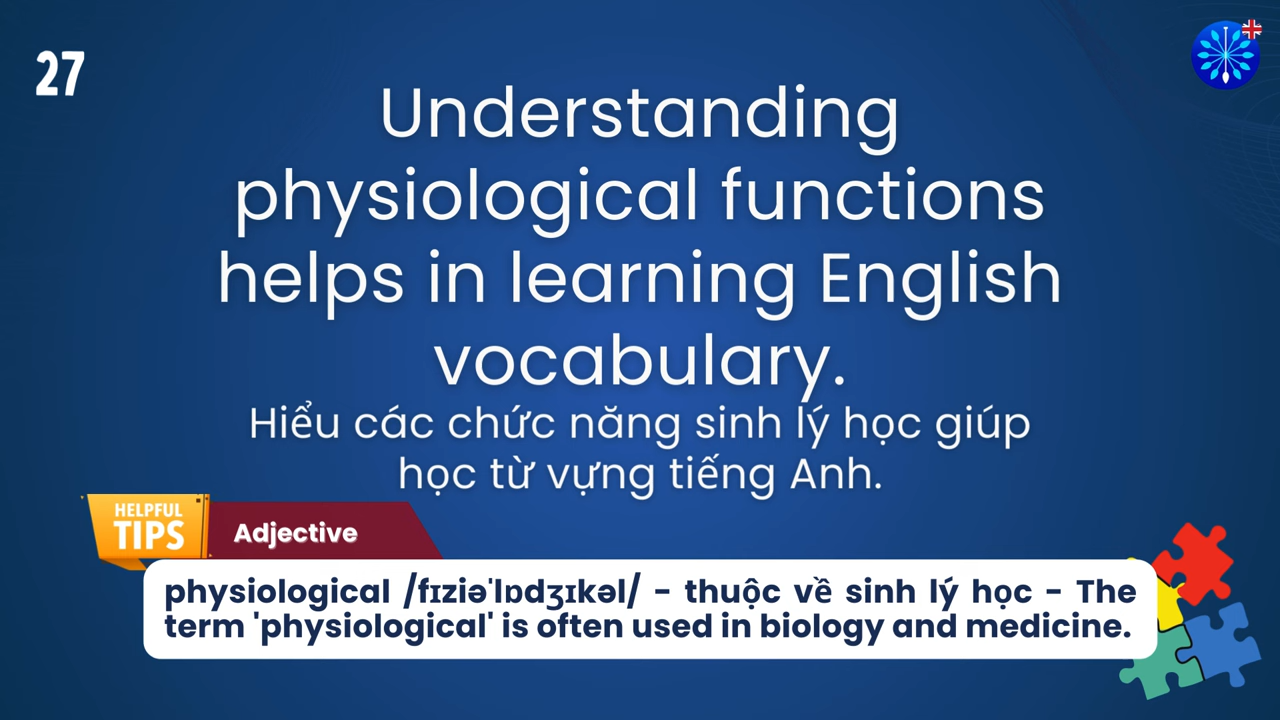 27
Understanding
physiological functions
helps in learning English
vocabulary.
Hiểu các chức năng sinh lý học giúp
học từ vựng tiếng Anh.
HELPFUL
TIPS
Adjective
physiological /fɪziəˈlɒdʒɪkəl/ - thuộc về sinh lý học - The
term 'physiological' is often used in biology and medicine.